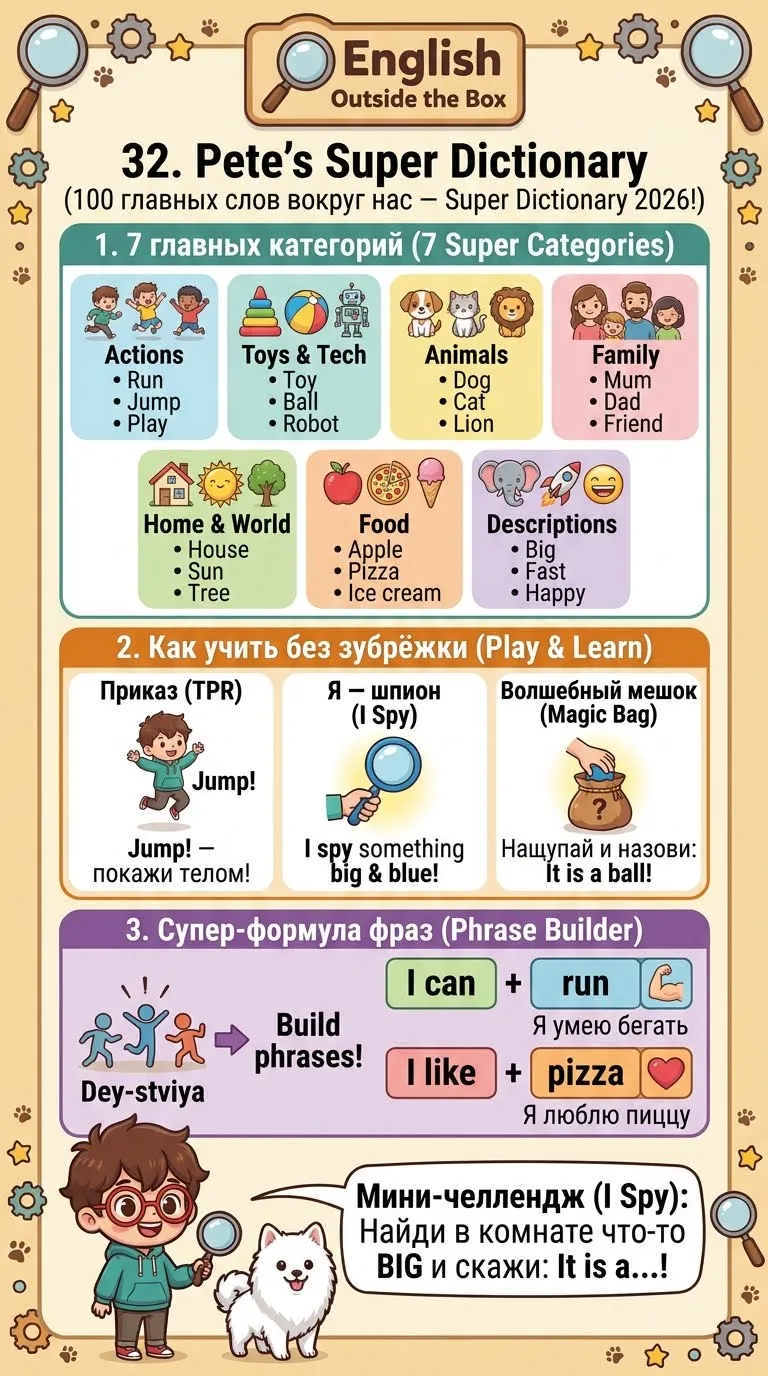 English
Outside the Box
32. Pete's Super Dictionary
(100 главных слов вокруг нас — Super Dictionary 2026!)
1. 7 главных категорий (7 Super Categories)
Actions
• Run
• Jump
• Play
Toys & Tech
• Toy
• Ball
• Robot
Animals
• Dog
• Cat
• Lion
Family
• Mum
• Dad
• Friend
Home & World
• House
• Sun
• Tree
Food
• Apple
• Pizza
• Ice cream
Descriptions
• Big
• Fast
• Happy
2. Как учить без зубрёжки (Play & Learn)
Приказ (TPR)
Jump!
Jump! —
покажи телом!
Я — шпион
(I Spy)
I spy something
big & blue!
Волшебный мешок
(Magic Bag)
?
Нащупай и назови:
It is a ball!
3. Супер-формула фраз (Phrase Builder)
Dey-stviya
Build
phrases!
I can + run
Я умею бегать
I like + pizza
Я люблю пиццу
Мини-челлендж (I Spy):
Найди в комнате что-то
BIG и скажи: It is a...!